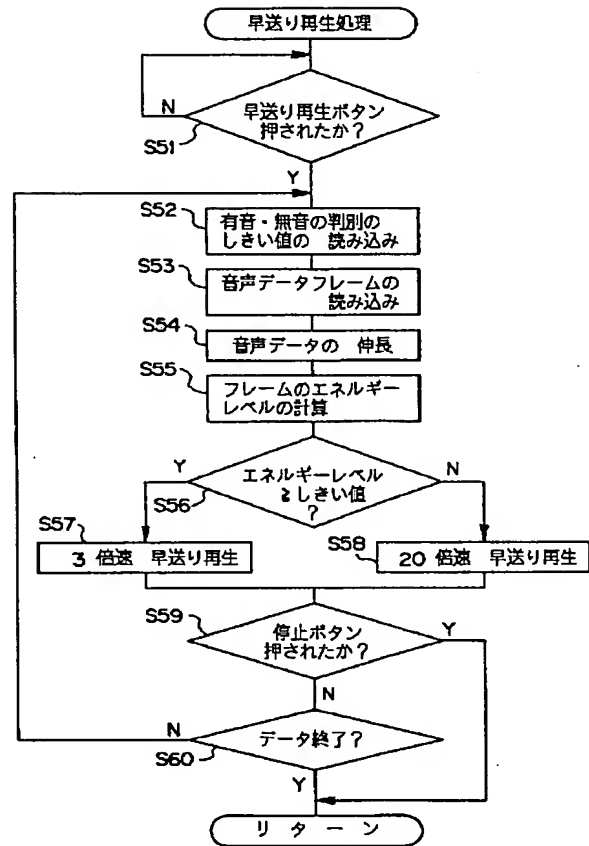 早送り再生処理
N
早送り再生ボタン
押されたか?
S51
Y
S52
有音・無音の判別の
しきい値の 読み込み
S53
音声データフレームの
読み込み
S54
音声データの 伸長
S55
フレームのエネルギー
レベルの計算
Y
エネルギーレベル
≧しきい値
?
N
S56
S57
3 倍速 早送り再生
S58
20 倍速 早送り再生
S59
停止ボタン
押されたか?
Y
N
N
データ終了?
S60
Y
リターン